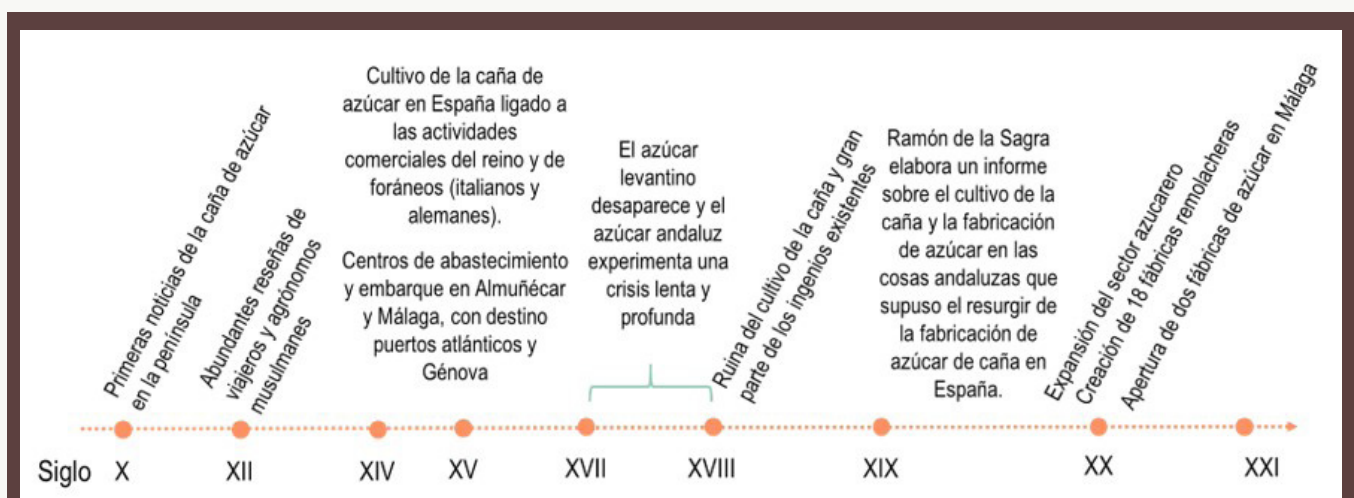 Primeras noticias de la caña de azúcar
en la península
Abundantes reseñas de
viajeros y agrónomos
musulmanes
Cultivo de la caña de
azúcar en España ligado a
las actividades
comerciales del reino y de
foráneos (italianos y
alemanes).
Centros de abastecimiento
y embarque en Almuñécar
y Málaga, con destino
puertos atlánticos y
Génova
El azúcar
levantino
desaparece y el
azúcar andaluz
experimenta una
crisis lenta y
profunda
Ruina del cultivo de la caña y gran
parte de los ingenios existentes
Ramón de la Sagra
elabora un informe
sobre el cultivo de la
caña y la fabricación
de azúcar en las
cosas andaluzas que
supuso el resurgir de
la fabricación de
azúcar de caña en
España.
Expansión del sector azucarero
Creación de 18 fábricas remolacheras
Apertura de dos fábricas de azúcar en Málaga
Siglo X XII XIV XV XVII XVIII XIX XX XXI